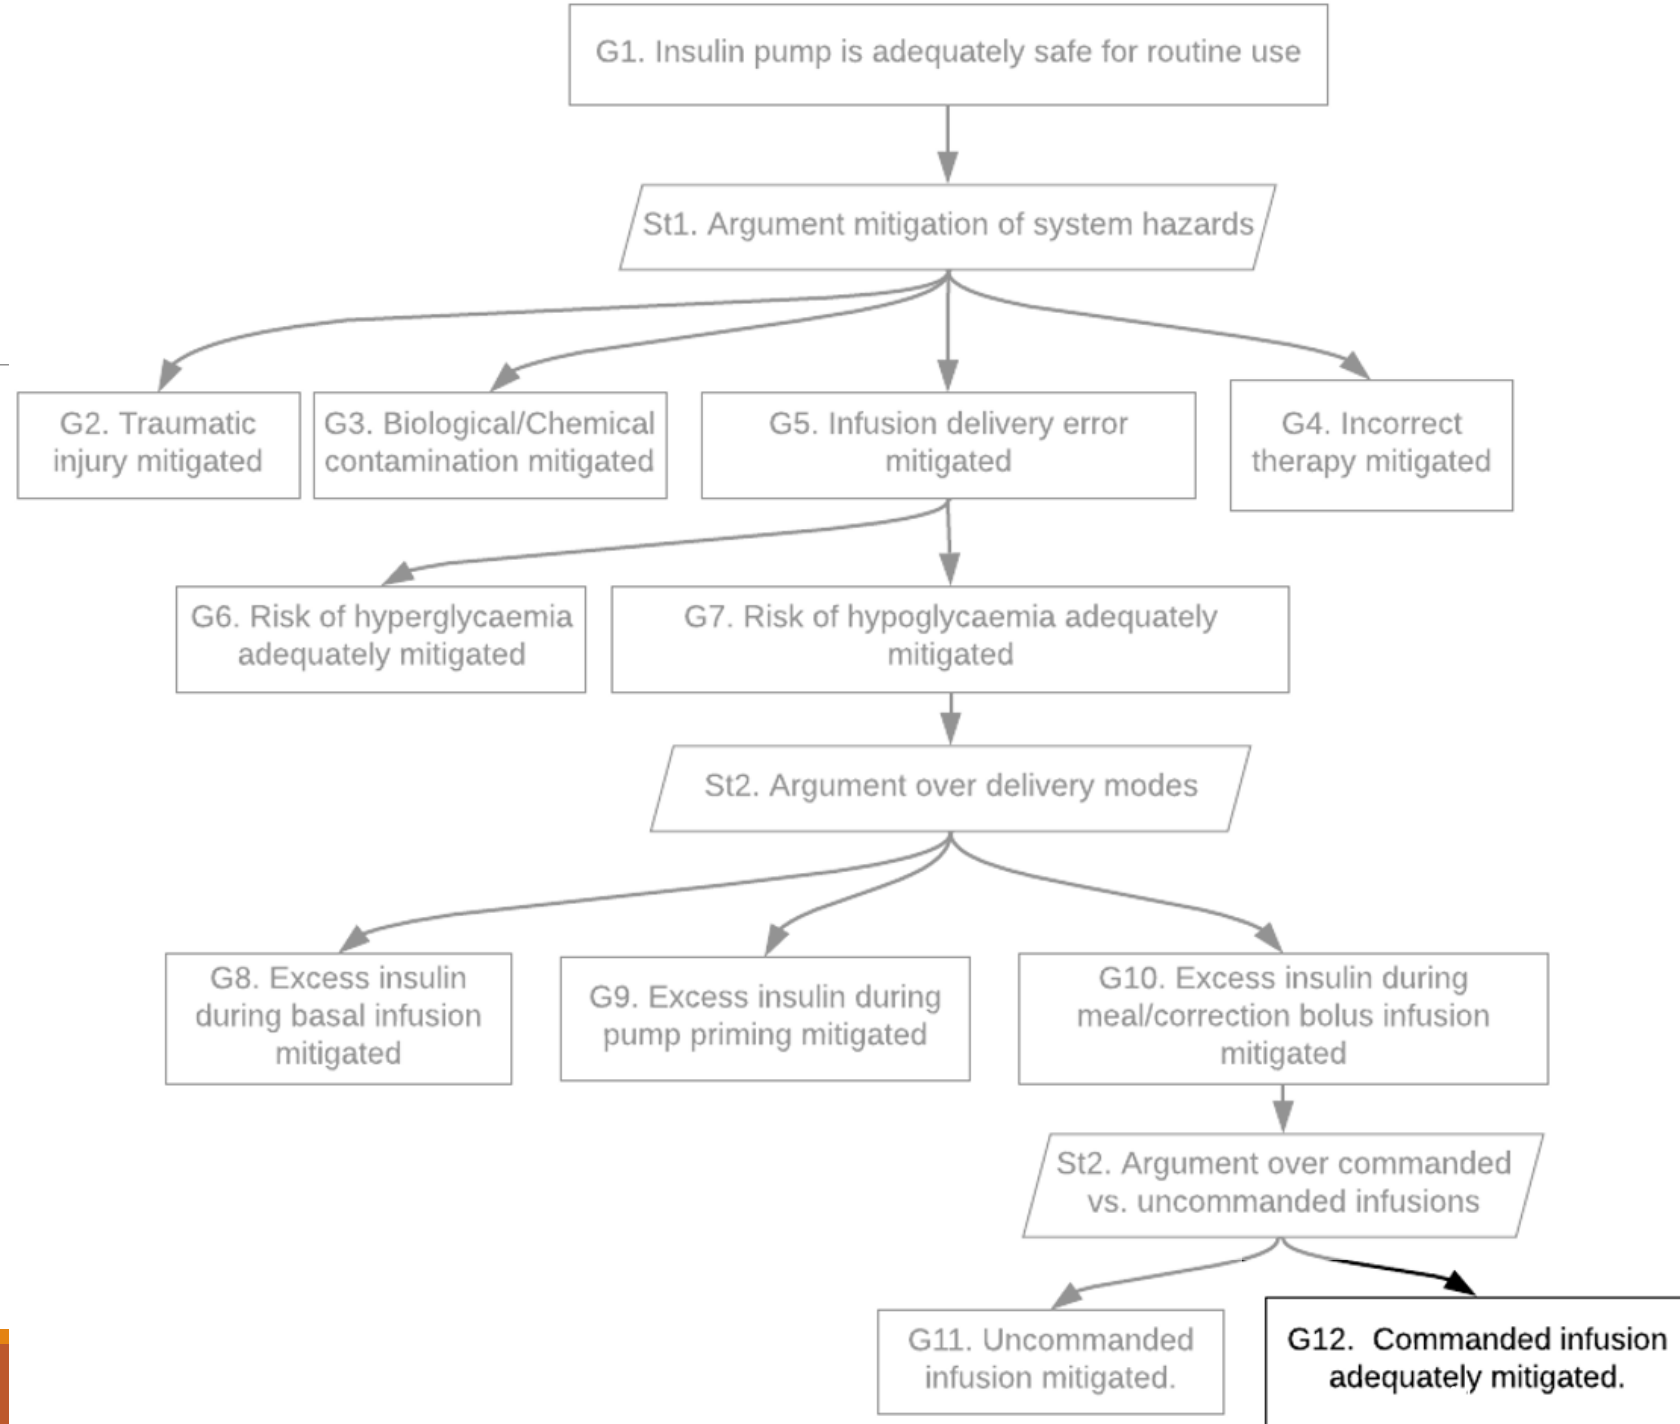 G1. Insulin pump is adequately safe for routine use
St1. Argument mitigation of system hazards
G2. Traumatic
injury mitigated
G3. Biological/Chemical
contamination mitigated
G5. Infusion delivery error
mitigated
G4. Incorrect
therapy mitigated
G6. Risk of hyperglycaemia
adequately mitigated
G7. Risk of hypoglycaemia adequately
mitigated
St2. Argument over delivery modes
G8. Excess insulin
during basal infusion
mitigated
G9. Excess insulin during
pump priming mitigated
G10. Excess insulin during
meal/correction bolus infusion
mitigated
St2. Argument over commanded
vs. uncommanded infusions
G11. Uncommanded
infusion mitigated.
G12. Commanded infusion
adequately mitigated.